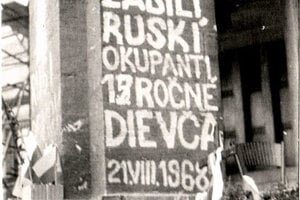 ZABILI
RUSKÍ
OKUPANTI,
17 ROČNÉ
DIEVČA
21.VIII.1968